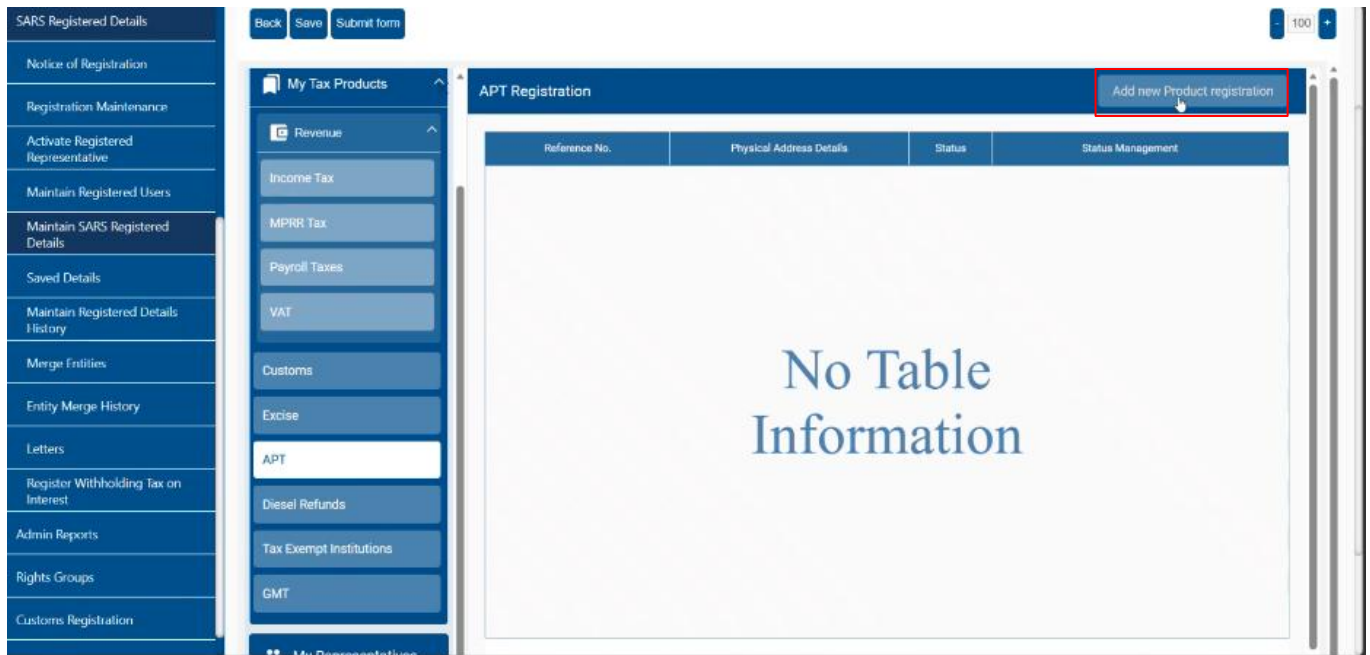 SARS Registered Details
Notice of Registration
Registration Maintenance
Activate Registered
Representative
Maintain Registered Users
Maintain SARS Registered
Details
Saved Details
Maintain Registered Details
History
Merge Entities
Entity Merge History
Letters
Register Withholding Tax on
Interest
Admin Reports
Rights Groups
Customs Registration
Back Save Submit form
- 100 +
My Tax Products
Revenue
Income Tax
MPRR Tax
Payroll Taxes
VAT
Customs
Excise
APT
Diesel Refunds
Tax Exempt Institutions
GMT
My Representatives
APT Registration
Add new Product registration
Reference No. Physical Address Details Status Status Management
No Table
Information